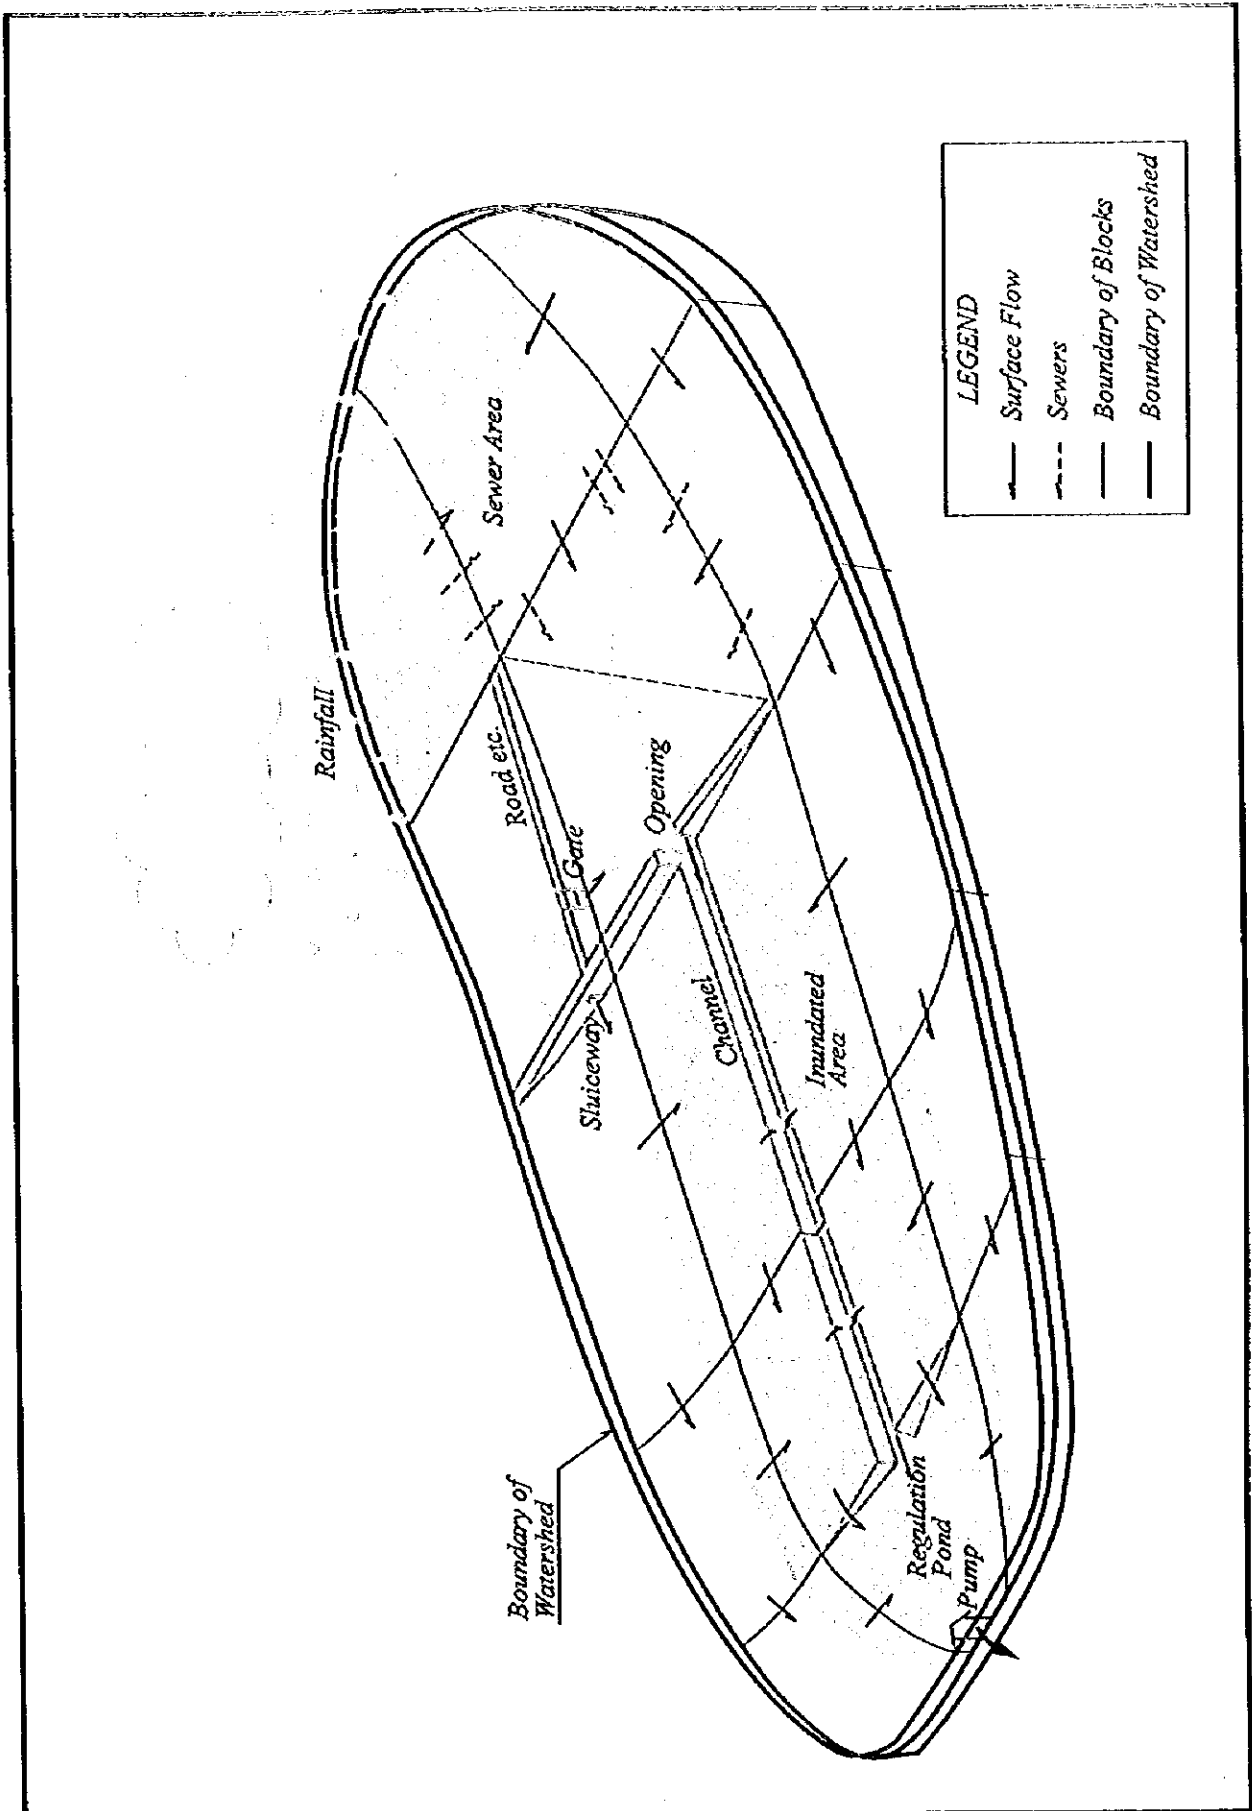 Rainfall
Sewer Area
Road etc.
Gate
Opening
Sluiceway
Channel
Inundated
Area
Boundary of
Watershed
Regulation
Pond
Pump
LEGEND
Surface Flow
Sewers
Boundary of Blocks
Boundary of Watershed